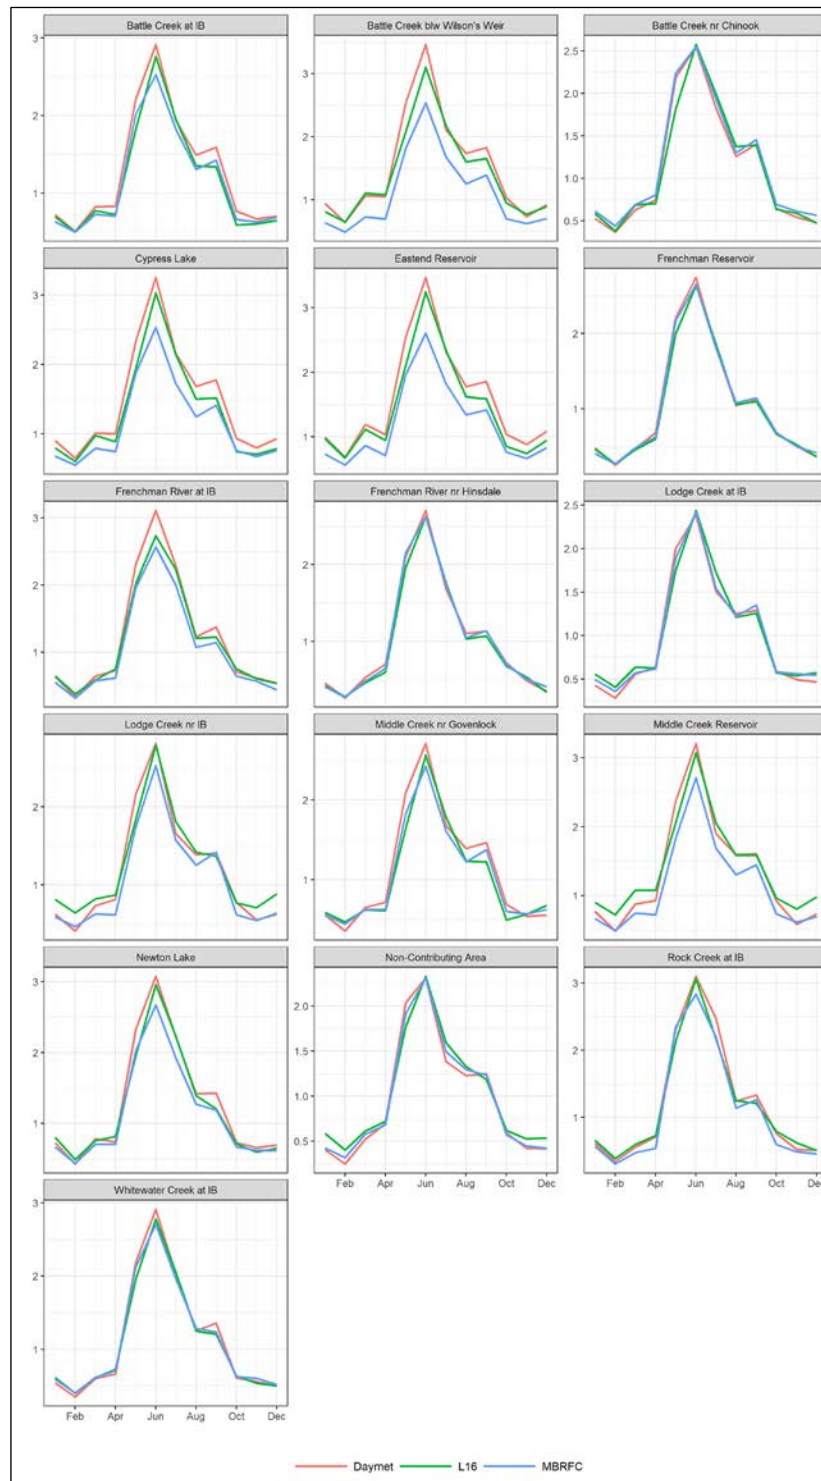 Battle Creek at IB
Battle Creek blw Wilson's Weir
Battle Creek nr Chinook
3
2
1
3
2
1
2.5
2.0
1.5
1.0
0.5
Cypress Lake
Eastend Reservoir
Frenchman Reservoir
3
2
1
3
2
1
2
1
Frenchman River at IB
Frenchman River nr Hinsdale
Lodge Creek at IB
3
2
1
2
1
2.5
2.0
1.5
1.0
0.5
Lodge Creek nr IB
Middle Creek nr Govenlock
Middle Creek Reservoir
2
1
2
1
3
2
1
Newton Lake
Non-Contributing Area
Rock Creek at IB
3
2
1
2.0
1.5
1.0
0.5
3
2
1
Feb Apr Jun Aug Oct Dec
Feb Apr Jun Aug Oct Dec
Whitewater Creek at IB
3
2
1
Feb Apr Jun Aug Oct Dec
Daymet L16 MBRFC